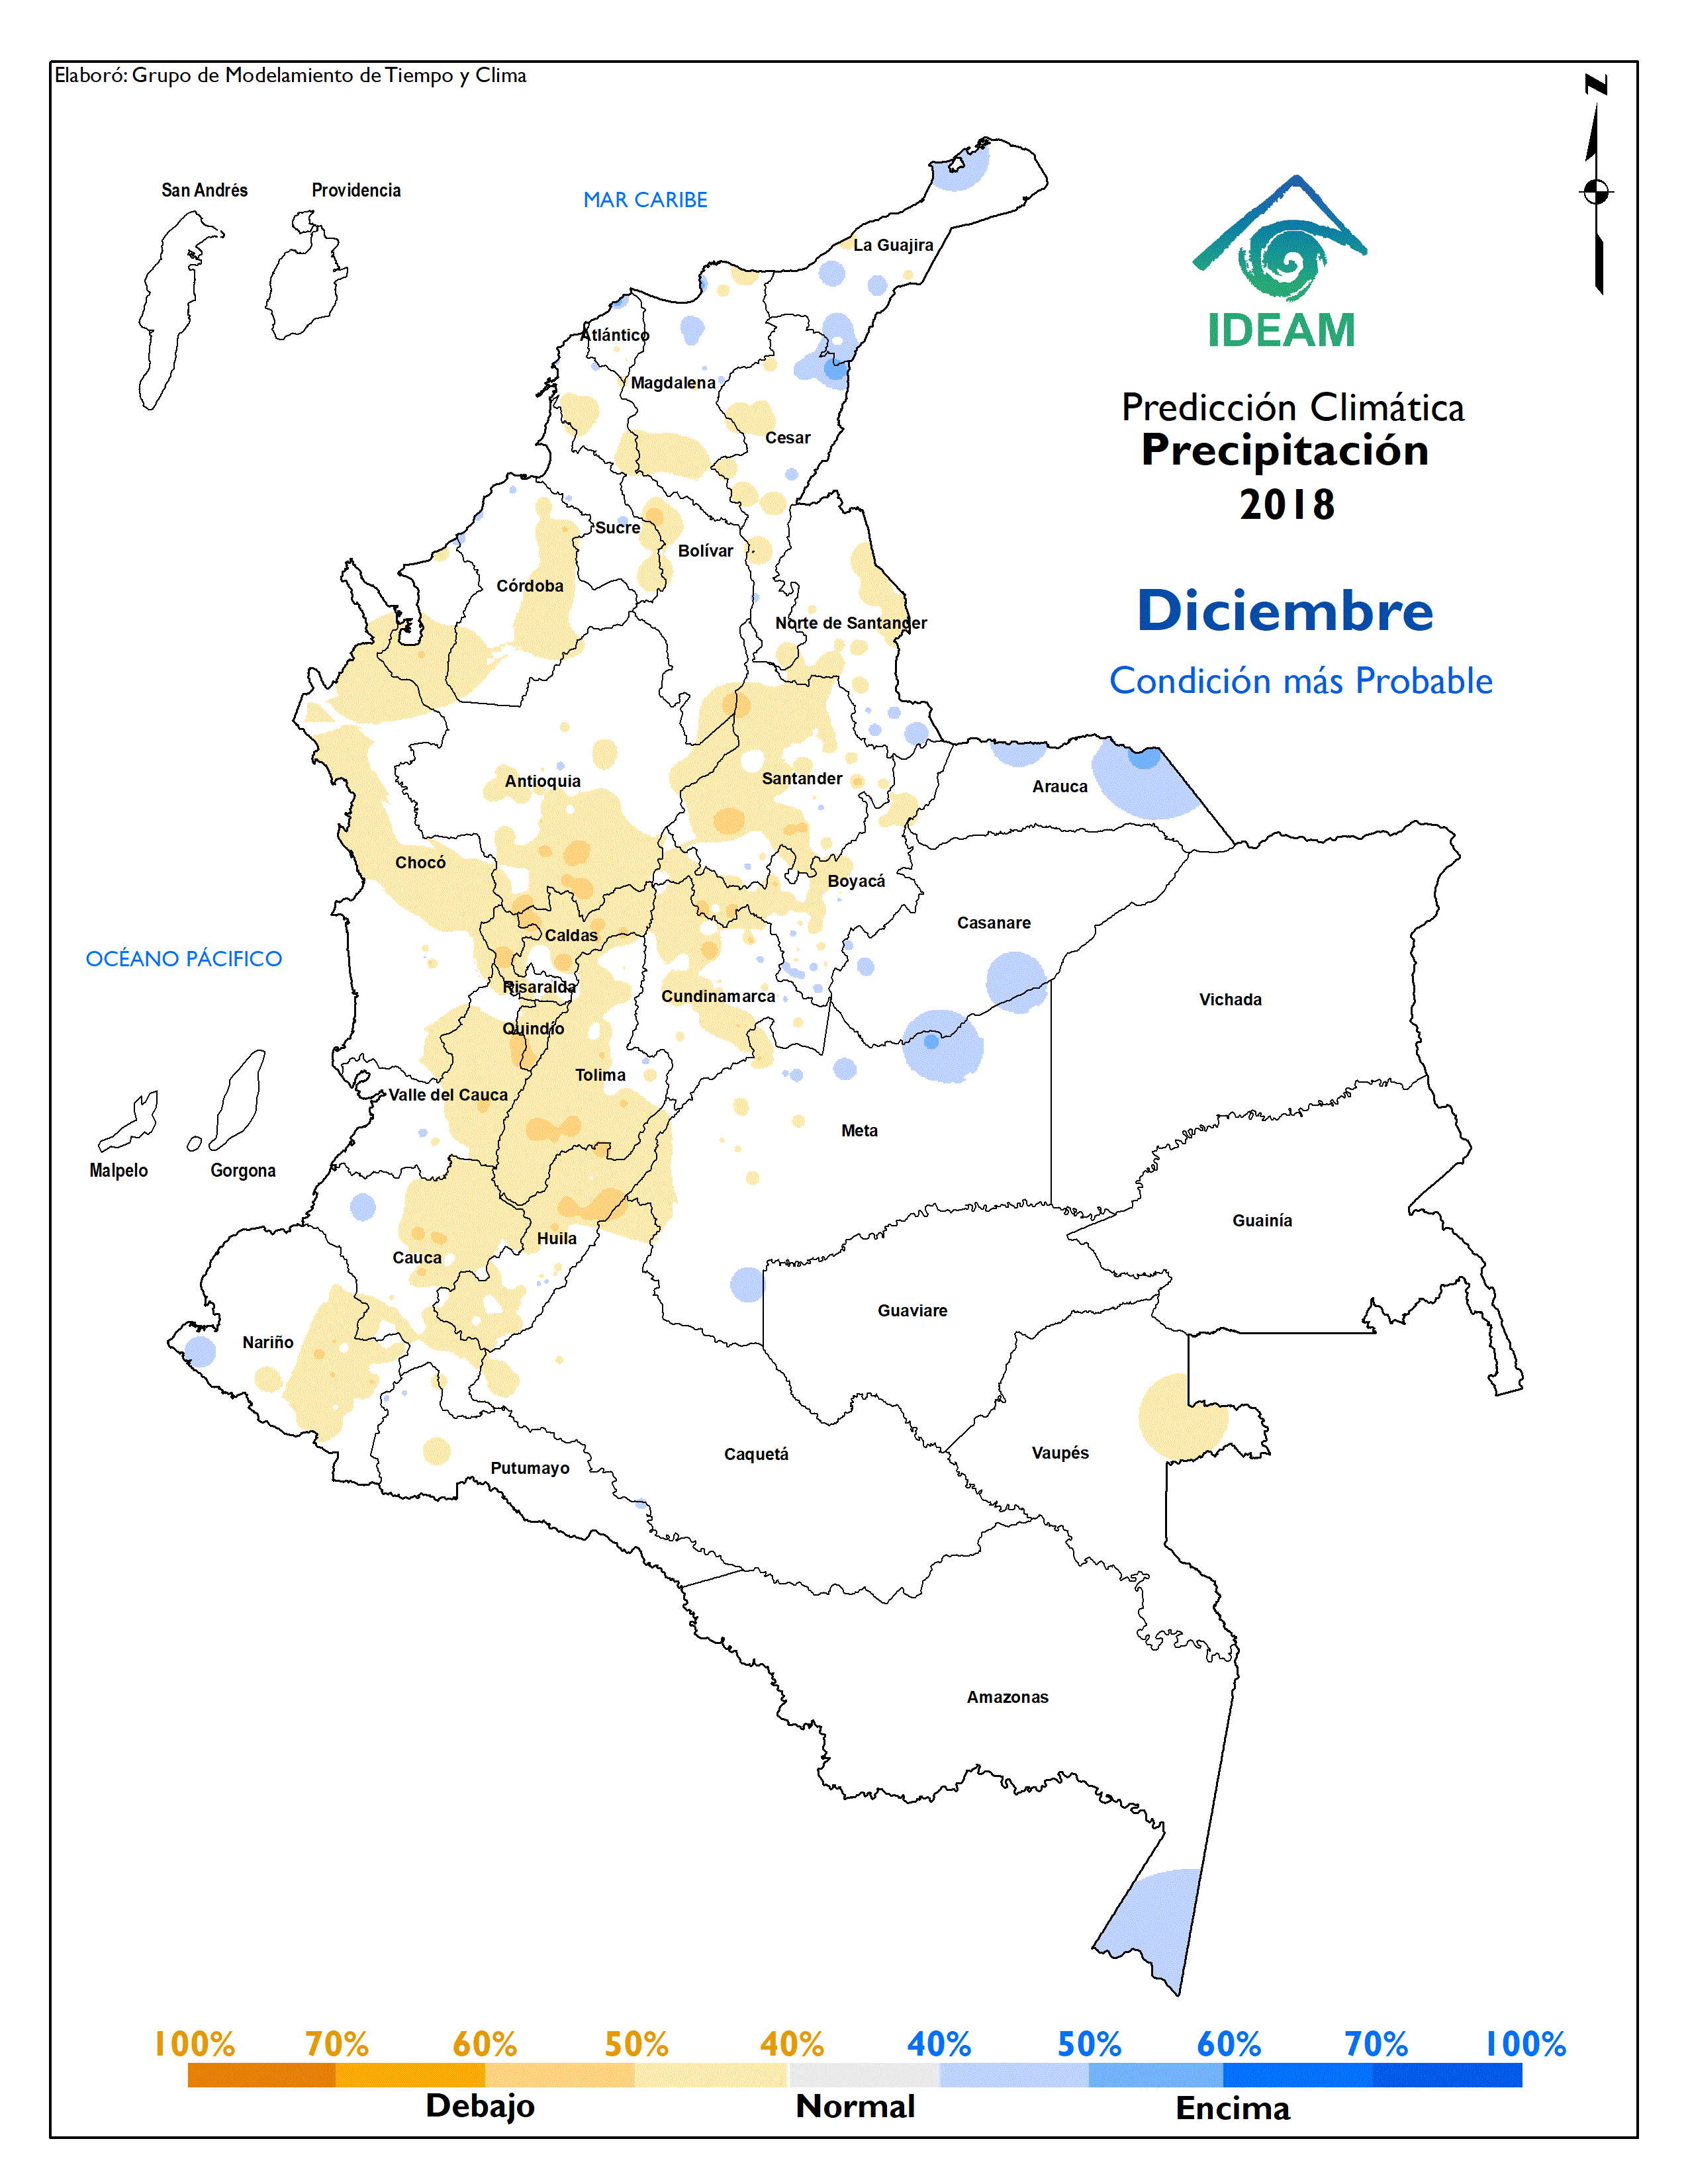 Elaboró: Grupo de Modelamiento de Tiempo y Clima
N
San Andrés
Providencia
MAR CARIBE
La Guajira
IDEAM
Atlántico
Magdalena
Predicción Climática
Precipitación
2018
Cesar
Sucre
Bolívar
Córdoba
Diciembre
Norte de Santander
Condición más Probable
Antioquia
Santander
Arauca
Chocó
Boyacá
Casanare
Caldas
OCÉANO PÁCIFICO
Risaralda
Cundinamarca
Vichada
Quindío
Tolima
Valle del Cauca
Meta
Malpelo
Gorgona
Guainía
Huila
Cauca
Guaviare
Nariño
Caquetá
Vaupés
Putumayo
Amazonas
100% 70% 60% 50% 40% 40% 50% 60% 70% 100%
Debajo Normal Encima